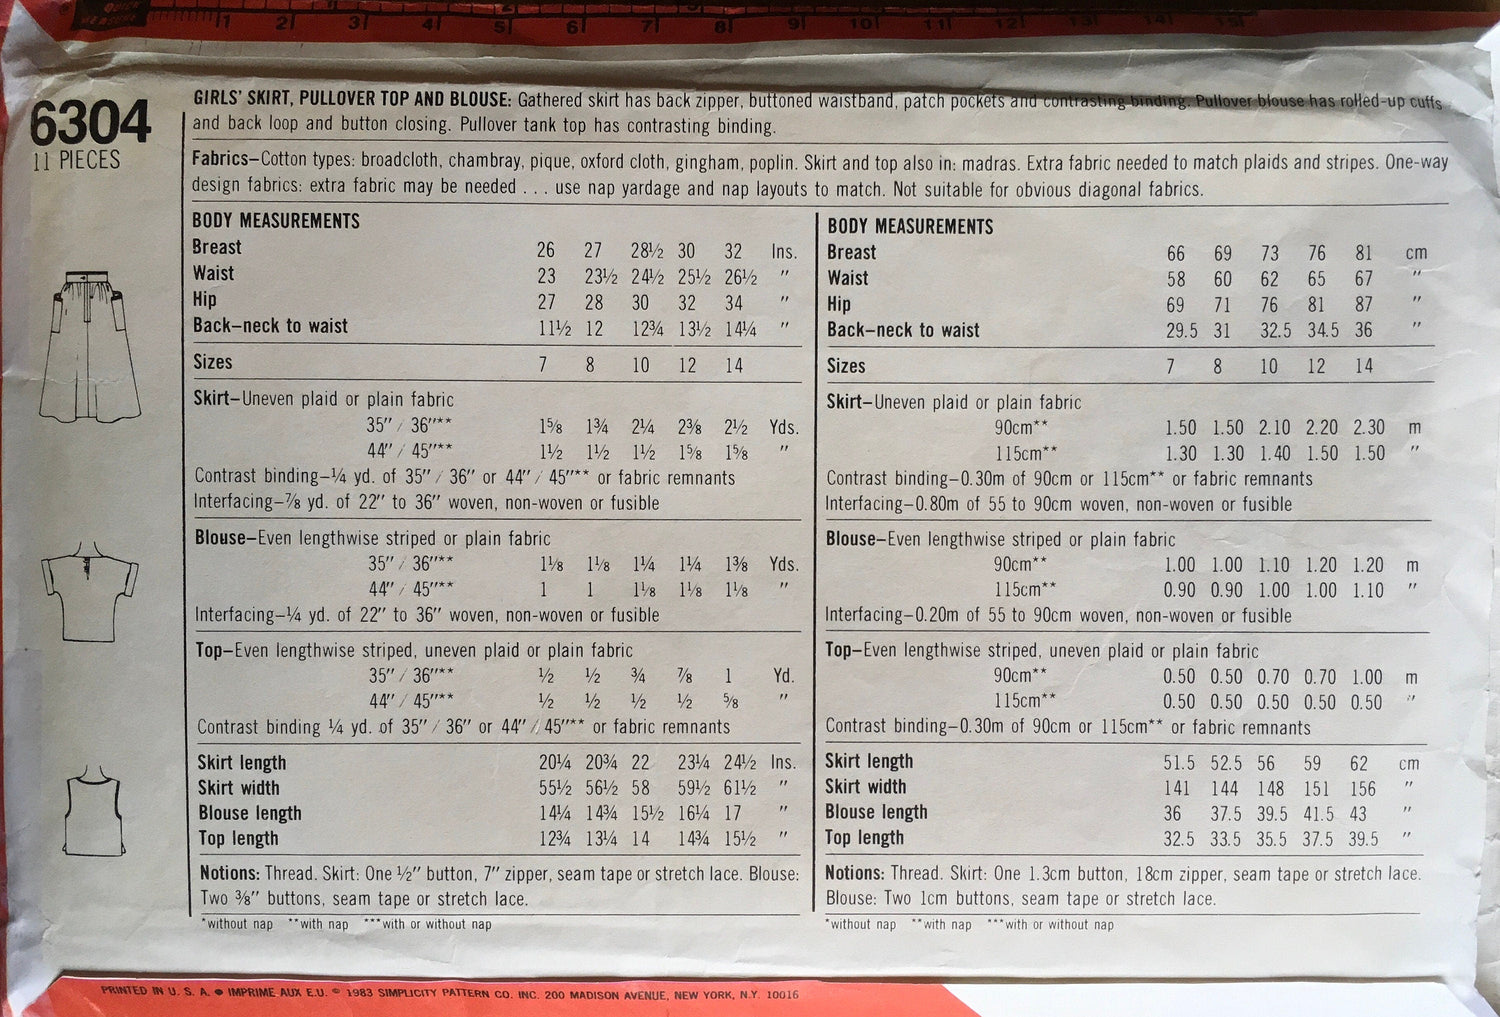 QUICK
MEASURE 1 2 3 4 5 6 7 8 9 10 11 12 13 14 15
6304
11 PIECES
GIRLS' SKIRT, PULLOVER TOP AND BLOUSE: Gathered skirt has back zipper, buttoned waistband, patch pockets and contrasting binding. Pullover blouse has rolled-up cuffs
and back loop and button closing. Pullover tank top has contrasting binding.
Fabrics—Cotton types: broadcloth, chambray, pique, oxford cloth, gingham, poplin. Skirt and top also in: madras. Extra fabric needed to match plaids and stripes. One-way
design fabrics: extra fabric may be needed . . . use nap yardage and nap layouts to match. Not suitable for obvious diagonal fabrics.
BODY MEASUREMENTS
Breast 26 27 28½ 30 32 Ins.
Waist 23 23½ 24½ 25½ 26½ "
Hip 27 28 30 32 34 "
Back—neck to waist 11½ 12 12¾ 13½ 14¼ "
Sizes 7 8 10 12 14
Skirt—Uneven plaid or plain fabric
35" / 36"** 1⅝ 1¾ 2¼ 2⅜ 2½ Yds.
44" / 45"** 1½ 1½ 1½ 1⅝ 1⅝ "
Contrast binding—¼ yd. of 35" / 36" or 44" / 45"** or fabric remnants
Interfacing—⅞ yd. of 22" to 36" woven, non-woven or fusible
Blouse—Even lengthwise striped or plain fabric
35" / 36"** 1⅛ 1⅛ 1¼ 1¼ 1⅜ Yds.
44" / 45"** 1 1 1⅛ 1⅛ 1⅛ "
Interfacing—¼ yd. of 22" to 36" woven, non-woven or fusible
Top—Even lengthwise striped, uneven plaid or plain fabric
35" / 36"** ½ ½ ¾ ⅞ 1 Yd.
44" / 45"** ½ ½ ½ ½ ⅝ "
Contrast binding ¼ yd. of 35" / 36" or 44" / 45"** or fabric remnants
Skirt length 20¼ 20¾ 22 23¼ 24½ Ins.
Skirt width 55½ 56½ 58 59½ 61½ "
Blouse length 14¼ 14¾ 15½ 16¼ 17 "
Top length 12¾ 13¼ 14 14¾ 15½ "
Notions: Thread. Skirt: One ½" button, 7" zipper, seam tape or stretch lace. Blouse:
Two ⅜" buttons, seam tape or stretch lace.
*without nap **with nap ***with or without nap
BODY MEASUREMENTS
Breast 66 69 73 76 81 cm
Waist 58 60 62 65 67 "
Hip 69 71 76 81 87 "
Back—neck to waist 29.5 31 32.5 34.5 36 "
Sizes 7 8 10 12 14
Skirt—Uneven plaid or plain fabric
90cm** 1.50 1.50 2.10 2.20 2.30 m
115cm** 1.30 1.30 1.40 1.50 1.50 "
Contrast binding—0.30m of 90cm or 115cm** or fabric remnants
Interfacing—0.80m of 55 to 90cm woven, non-woven or fusible
Blouse—Even lengthwise striped or plain fabric
90cm** 1.00 1.00 1.10 1.20 1.20 m
115cm** 0.90 0.90 1.00 1.00 1.10 "
Interfacing—0.20m of 55 to 90cm woven, non-woven or fusible
Top—Even lengthwise striped, uneven plaid or plain fabric
90cm** 0.50 0.50 0.70 0.70 1.00 m
115cm** 0.50 0.50 0.50 0.50 0.50 "
Contrast binding—0.30m of 90cm or 115cm** or fabric remnants
Skirt length 51.5 52.5 56 59 62 cm
Skirt width 141 144 148 151 156 "
Blouse length 36 37.5 39.5 41.5 43 "
Top length 32.5 33.5 35.5 37.5 39.5 "
Notions: Thread. Skirt: One 1.3cm button, 18cm zipper, seam tape or stretch lace.
Blouse: Two 1cm buttons, seam tape or stretch lace.
*without nap **with nap ***with or without nap
PRINTED IN U. S. A. ● IMPRIME AUX E.U. © 1983 SIMPLICITY PATTERN CO. INC. 200 MADISON AVENUE, NEW YORK, N.Y. 10016